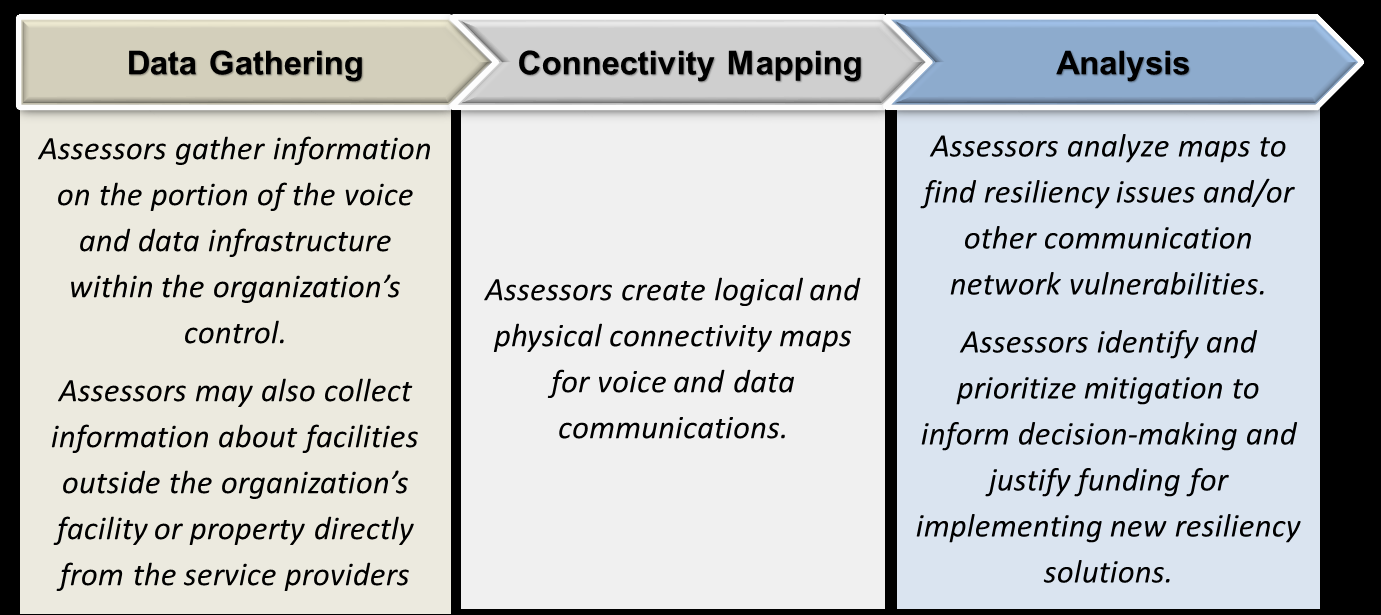 Data Gathering
Assessors gather information
on the portion of the voice
and data infrastructure
within the organization’s
control.
Assessors may also collect
information about facilities
outside the organization’s
facility or property directly
from the service providers
Connectivity Mapping
Assessors create logical and
physical connectivity maps
for voice and data
communications.
Analysis
Assessors analyze maps to
find resiliency issues and/or
other communication
network vulnerabilities.
Assessors identify and
prioritize mitigation to
inform decision-making and
justify funding for
implementing new resiliency
solutions.